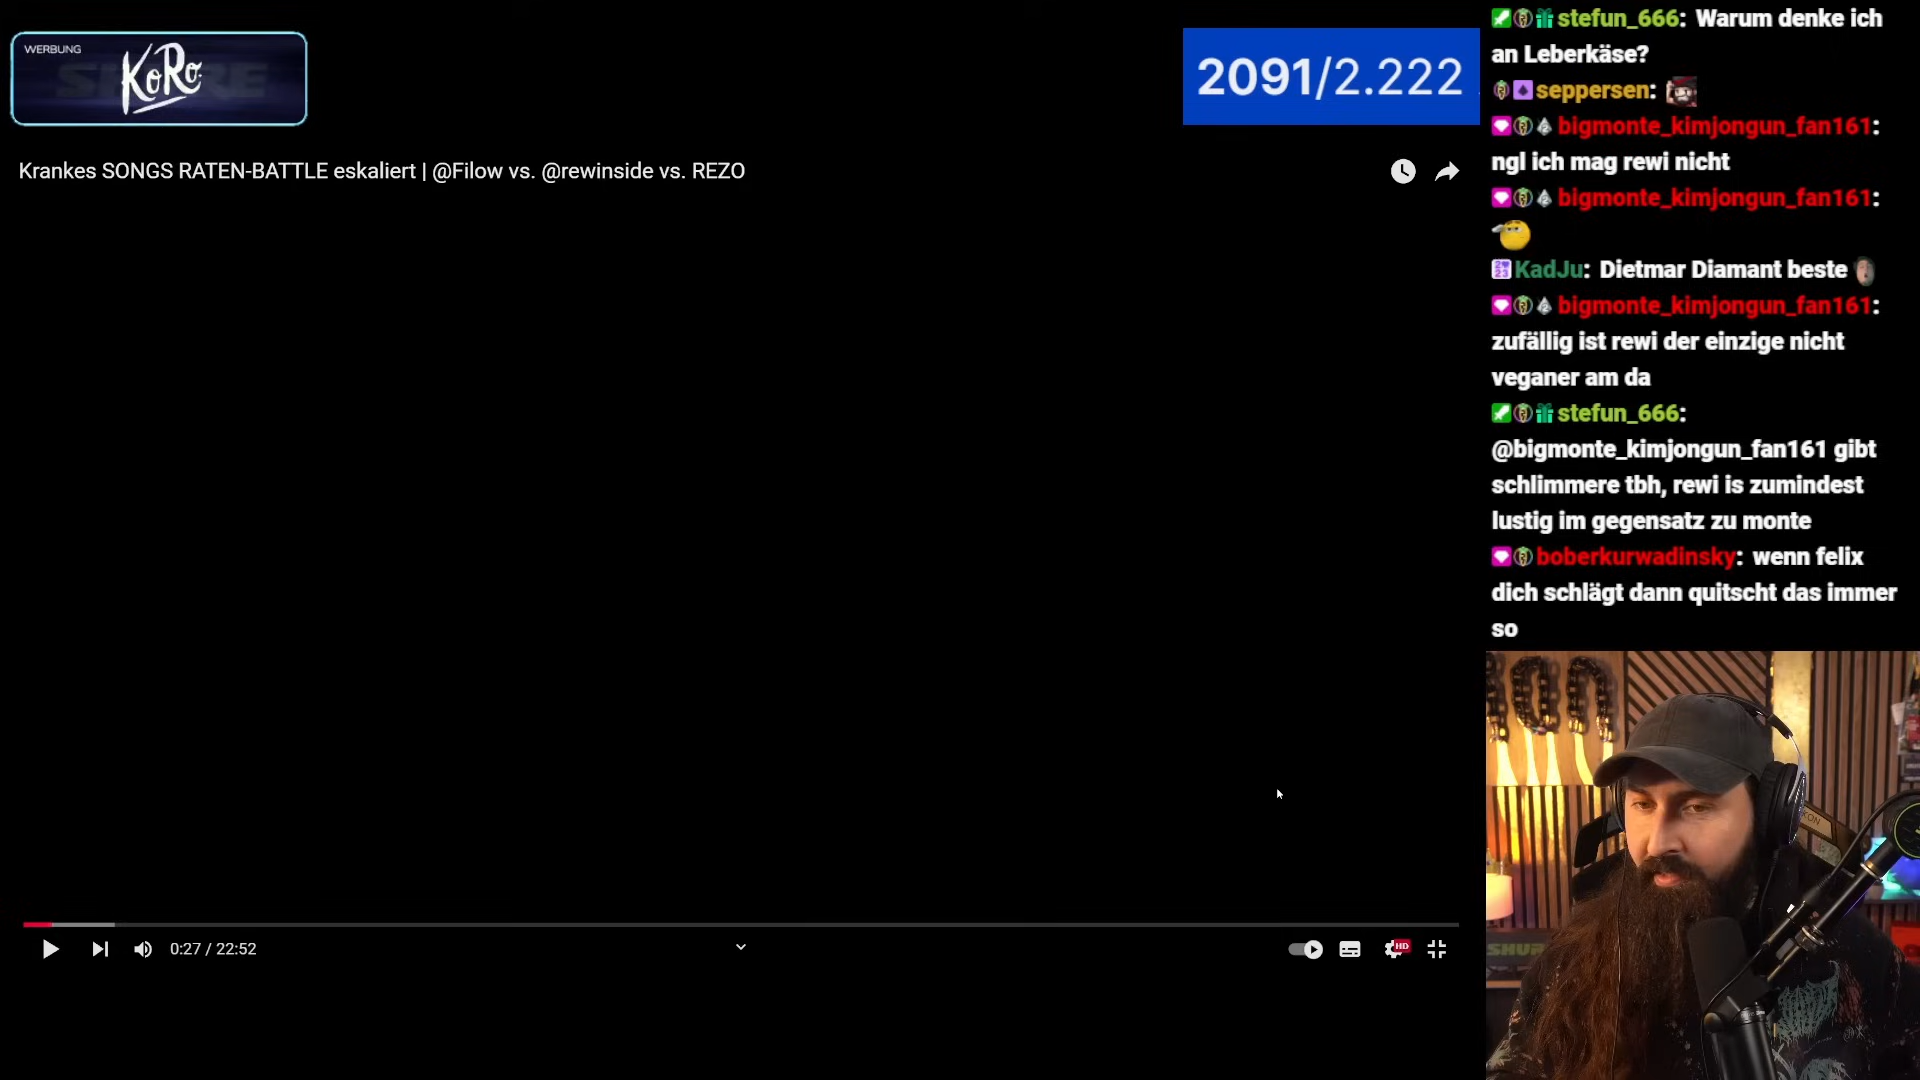 WERBUNG
KoRo
2091/2.222
Krankes SONGS RATEN-BATTLE eskaliert | @Filow vs. @rewinside vs. REZO
0:27 / 22:52
HD
stefun_666: Warum denke ich
an Leberkäse?
seppersen:
bigmonte_kimjongun_fan161:
ngl ich mag rewi nicht
bigmonte_kimjongun_fan161:
KadJu: Dietmar Diamant beste
bigmonte_kimjongun_fan161:
zufällig ist rewi der einzige nicht
veganer am da
stefun_666:
@bigmonte_kimjongun_fan161 gibt
schlimmere tbh, rewi is zumindest
lustig im gegensatz zu monte
boberkurwadinsky: wenn felix
dich schlägt dann quitscht das immer
so
SHUR